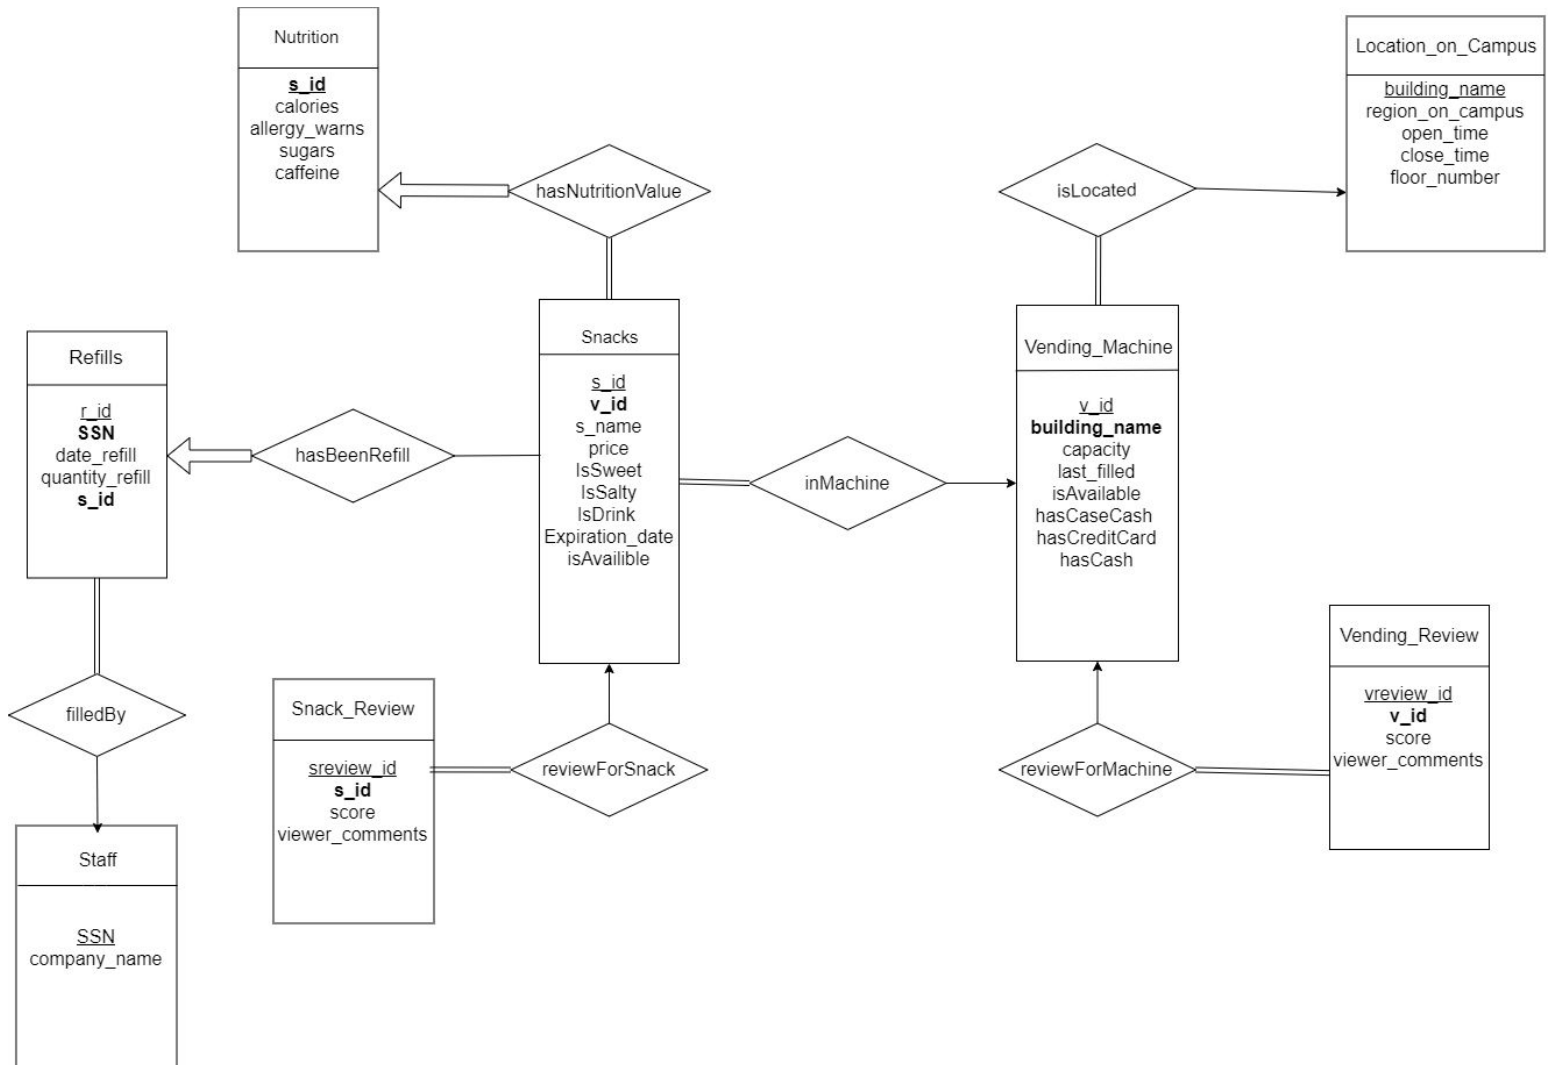 Nutrition
s_id
calories
allergy_warns
sugars
caffeine
hasNutritionValue
isLocated
Location_on_Campus
building_name
region_on_campus
open_time
close_time
floor_number
Refills
r_id
SSN
date_refill
quantity_refill
s_id
hasBeenRefill
Snacks
s_id
v_id
s_name
price
IsSweet
IsSalty
IsDrink
Expiration_date
isAvailible
inMachine
Vending_Machine
v_id
building_name
capacity
last_filled
isAvailable
hasCaseCash
hasCreditCard
hasCash
filledBy
Snack_Review
sreview_id
s_id
score
viewer_comments
reviewForSnack
reviewForMachine
Vending_Review
vreview_id
v_id
score
viewer_comments
Staff
SSN
company_name